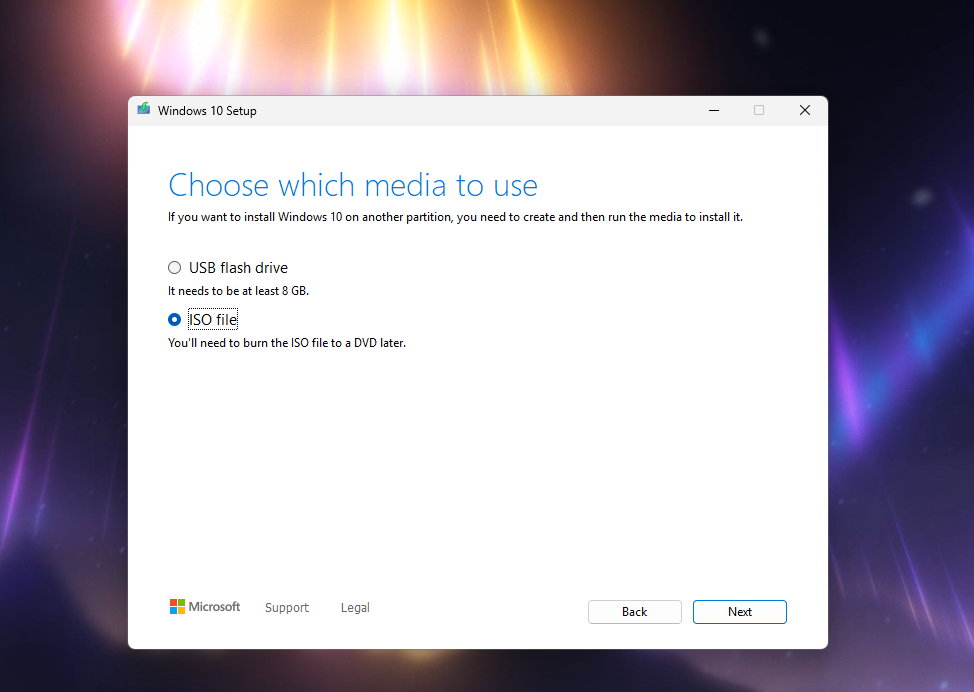 Windows 10 Setup
Choose which media to use
If you want to install Windows 10 on another partition, you need to create and then run the media to install it.
USB flash drive
It needs to be at least 8 GB.
ISO file
You'll need to burn the ISO file to a DVD later.
Microsoft Support Legal Back Next